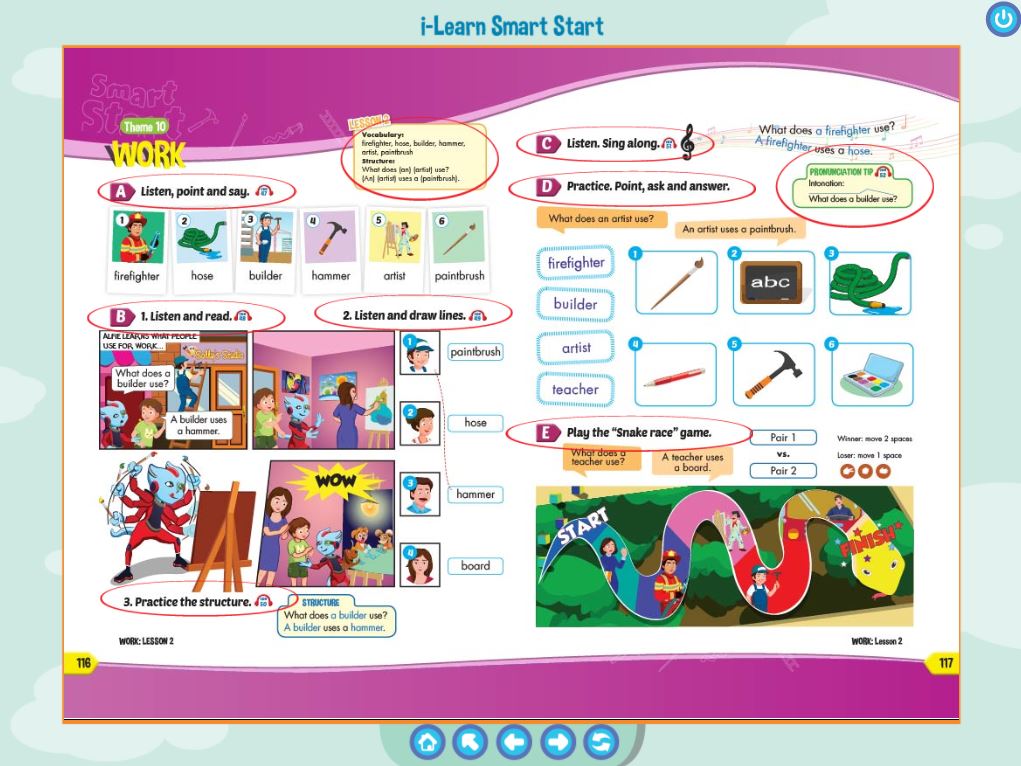 i-Learn Smart Start
Smart
Start
Theme 10
WORK
LESSON 2
Vocabulary:
firefighter, hose, builder, hammer,
artist, paintbrush
Structure:
What does (an) (artist) use?
(An) (artist) uses a (paintbrush).
A Listen, point and say.
1
2
3
4
5
6
firefighter
hose
builder
hammer
artist
paintbrush
B 1. Listen and read.
2. Listen and draw lines.
ALFIE LEARNS WHAT PEOPLE
USE FOR WORK...
What does a
builder use?
A builder uses
a hammer.
WOW
1
paintbrush
2
hose
3
hammer
4
board
3. Practice the structure.
STRUCTURE
What does a builder use?
A builder uses a hammer.
WORK: LESSON 2
116
C Listen. Sing along.
What does a firefighter use?
A firefighter uses a hose.
D Practice. Point, ask and answer.
PRONUNCIATION TIP
Intonation:
What does a builder use?
What does an artist use?
An artist uses a paintbrush.
firefighter
builder
artist
teacher
1
2
abc
3
4
5
6
E Play the "Snake race" game.
What does a
teacher use?
A teacher uses
a board.
Pair 1
vs.
Pair 2
Winner: move 2 spaces
Loser: move 1 space
START
FINISH
WORK: Lesson 2
117